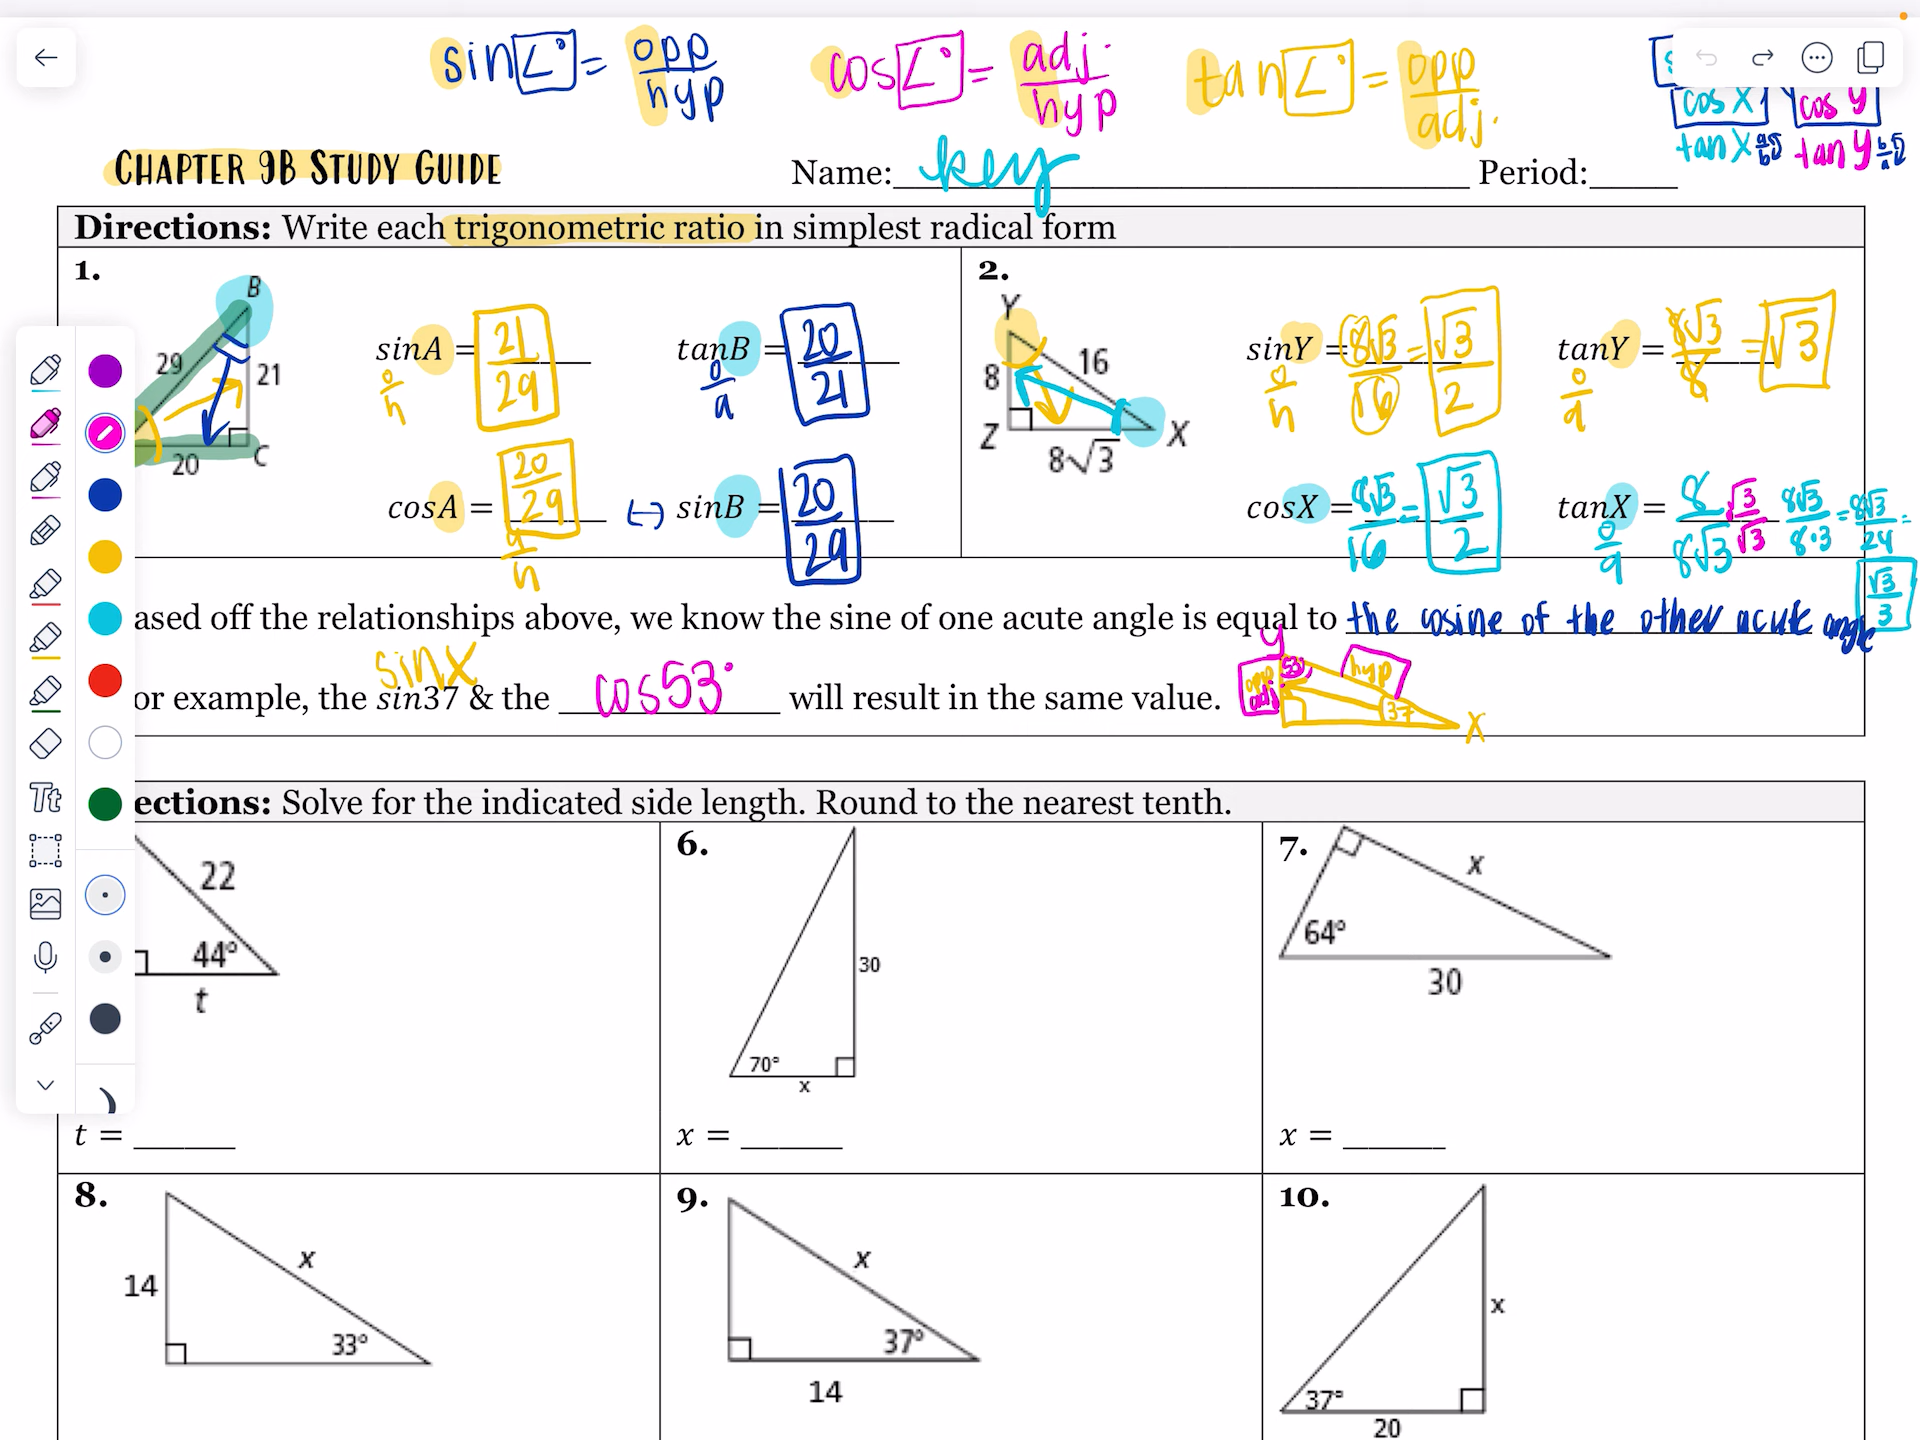 sin∠° = opp/hyp cos∠° = adj./hyp tan∠° = opp/adj.
cos X cos Y
tan X tan Y
CHAPTER 9B STUDY GUIDE Name: key Period:
Directions: Write each trigonometric ratio in simplest radical form
1.
B
29
21
20
C
sinA = 21/29
o/h
tanB = 20/21
o/a
cosA = 20/29
a/h
↔ sinB = 20/29
2.
Y
8
16
Z
X
8√3
sinY = 8√3/16 = √3/2
o/h
tanY = 8√3/8 = √3
o/a
cosX = 8√3/16 = √3/2
tanX = 8/8√3 √3/√3 8√3/8·3 = 8√3/24 = √3/3
o/a
ased off the relationships above, we know the sine of one acute angle is equal to the cosine of the other acute angle
sinX
or example, the sin37 & the cos53° will result in the same value.
Y
53
hyp
opp
adj
37
X
ections: Solve for the indicated side length. Round to the nearest tenth.
22
44°
t
t =
6.
30
70°
x
x =
7.
x
64°
30
x =
8.
14
x
33°
9.
x
37°
14
10.
x
37°
20
Tt